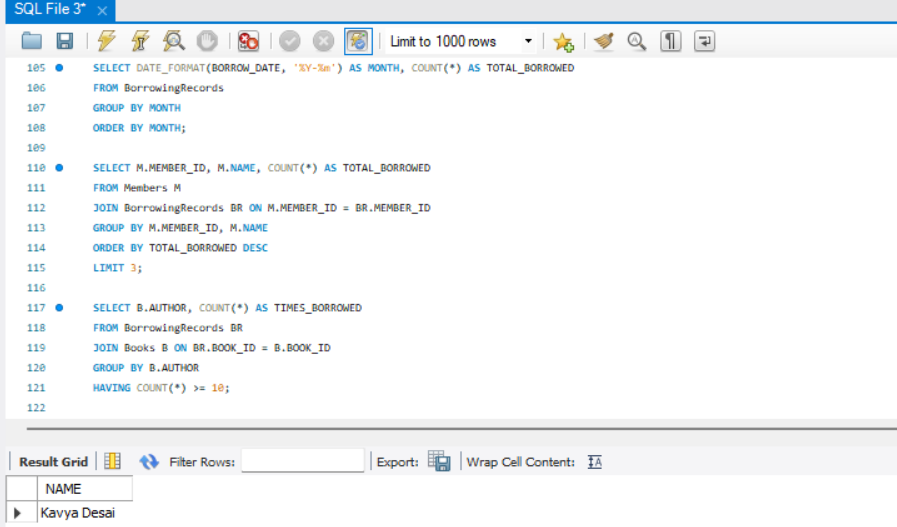 SQL File 3* ×
Limit to 1000 rows
105 SELECT DATE_FORMAT(BORROW_DATE, '%Y-%m') AS MONTH, COUNT(*) AS TOTAL_BORROWED
106 FROM BorrowingRecords
107 GROUP BY MONTH
108 ORDER BY MONTH;
109
110 SELECT M.MEMBER_ID, M.NAME, COUNT(*) AS TOTAL_BORROWED
111 FROM Members M
112 JOIN BorrowingRecords BR ON M.MEMBER_ID = BR.MEMBER_ID
113 GROUP BY M.MEMBER_ID, M.NAME
114 ORDER BY TOTAL_BORROWED DESC
115 LIMIT 3;
116
117 SELECT B.AUTHOR, COUNT(*) AS TIMES_BORROWED
118 FROM BorrowingRecords BR
119 JOIN Books B ON BR.BOOK_ID = B.BOOK_ID
120 GROUP BY B.AUTHOR
121 HAVING COUNT(*) >= 10;
122
Result Grid Filter Rows: Export: Wrap Cell Content: IA
NAME
Kavya Desai